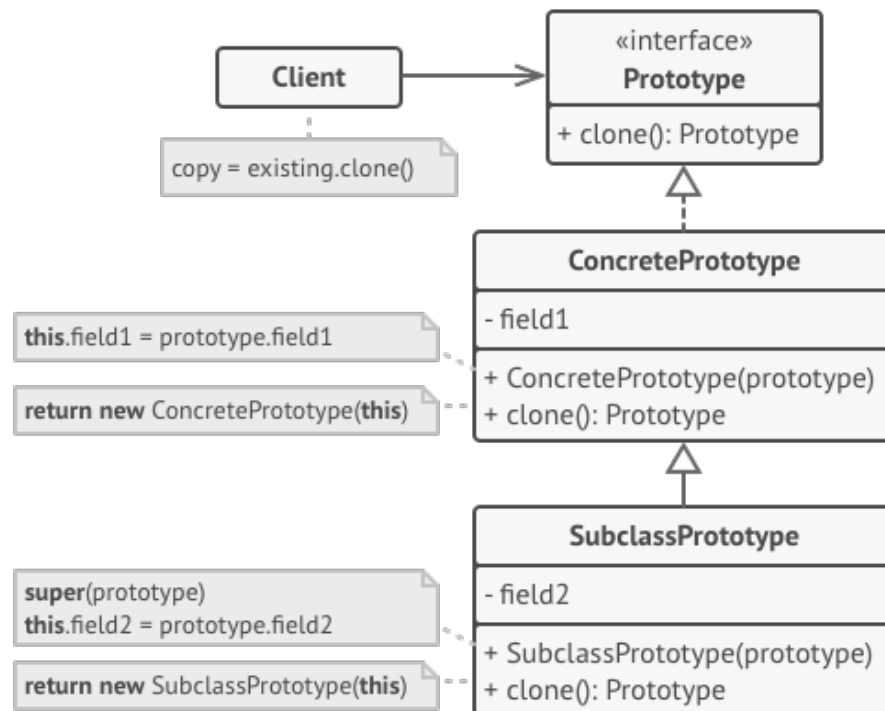 Client
copy = existing.clone()
«interface»
Prototype
+ clone(): Prototype
ConcretePrototype
- field1
+ ConcretePrototype(prototype)
+ clone(): Prototype
this.field1 = prototype.field1
return new ConcretePrototype(this)
SubclassPrototype
- field2
+ SubclassPrototype(prototype)
+ clone(): Prototype
super(prototype)
this.field2 = prototype.field2
return new SubclassPrototype(this)